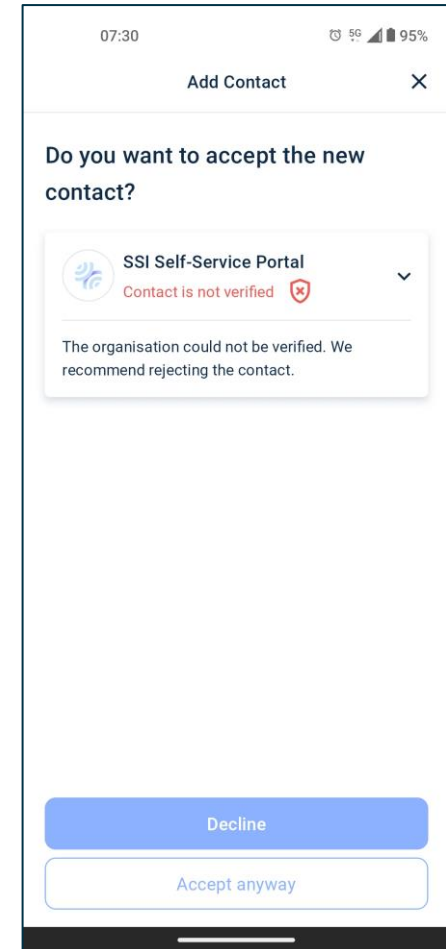 07:30 5G 95%
Add Contact
Do you want to accept the new
contact?
SSI Self-Service Portal
Contact is not verified
The organisation could not be verified. We
recommend rejecting the contact.
Decline
Accept anyway